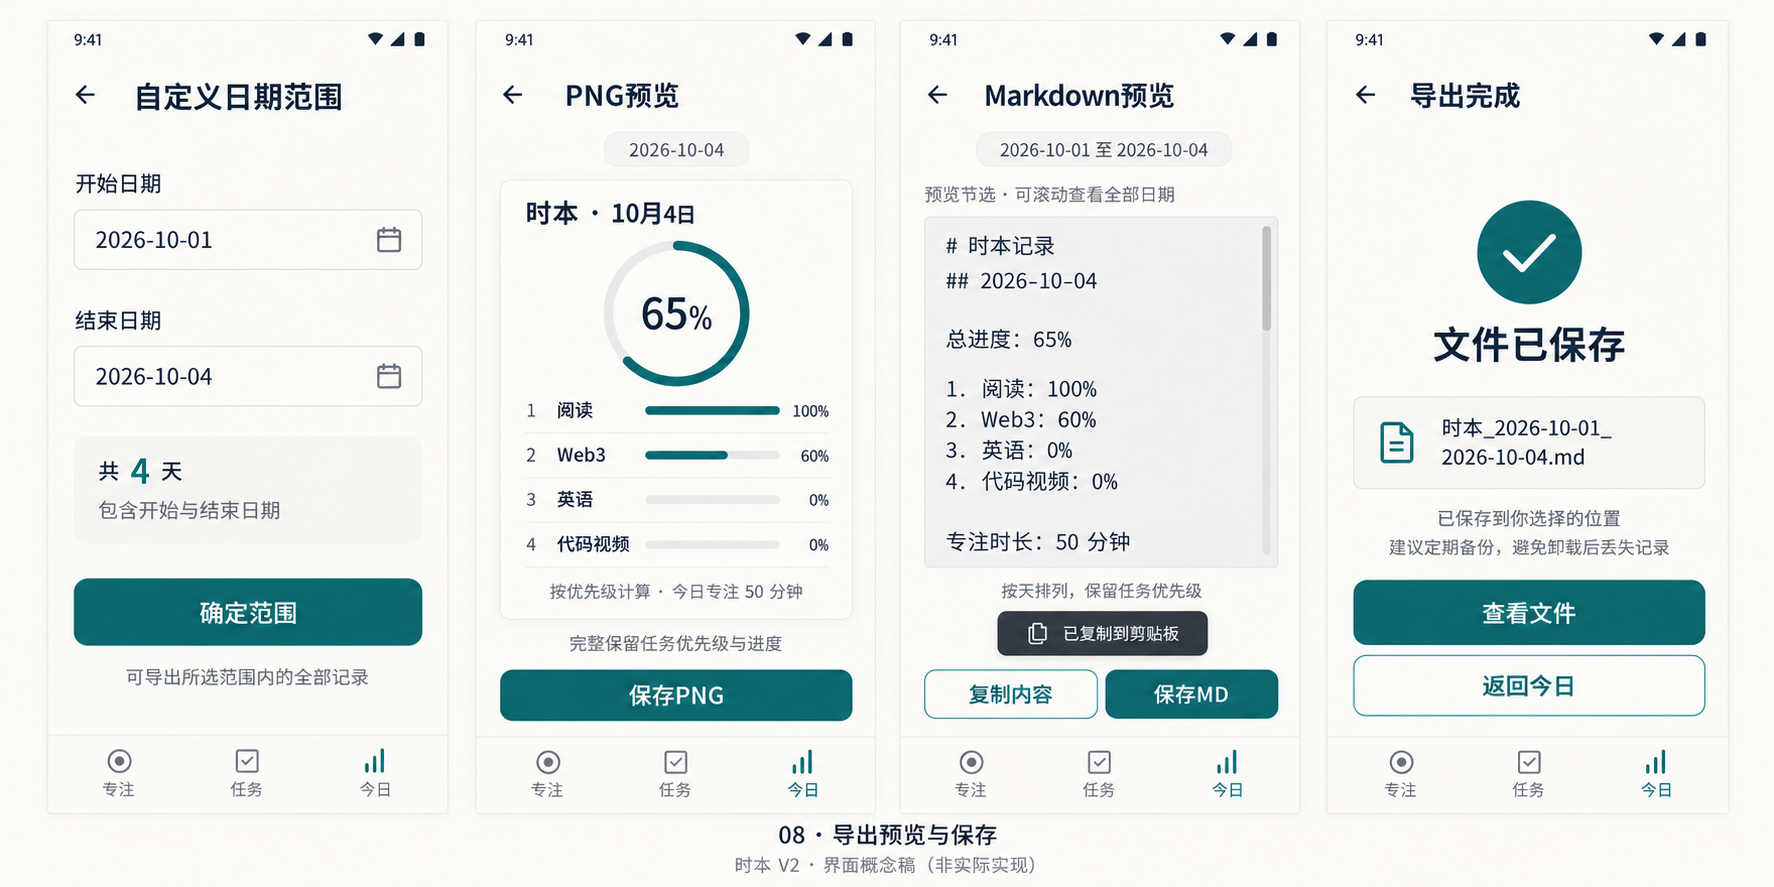 9:41
自定义日期范围
开始日期
2026-10-01
结束日期
2026-10-04
共 4 天
包含开始与结束日期
确定范围
可导出所选范围内的全部记录
专注 任务 今日
9:41
PNG预览
2026-10-04
时本 · 10月4日
65%
1 阅读 100%
2 Web3 60%
3 英语 0%
4 代码视频 0%
按优先级计算 · 今日专注 50 分钟
完整保留任务优先级与进度
保存PNG
专注 任务 今日
9:41
Markdown预览
2026-10-01 至 2026-10-04
预览节选 · 可滚动查看全部日期
# 时本记录
## 2026-10-04
总进度：65%
1. 阅读：100%
2. Web3：60%
3. 英语：0%
4. 代码视频：0%
专注时长：50 分钟
按天排列，保留任务优先级
已复制到剪贴板
复制内容 保存MD
专注 任务 今日
9:41
导出完成
文件已保存
时本_2026-10-01_
2026-10-04.md
已保存到你选择的位置
建议定期备份，避免卸载后丢失记录
查看文件
返回今日
专注 任务 今日
08 · 导出预览与保存
时本 V2 · 界面概念稿（非实际实现）